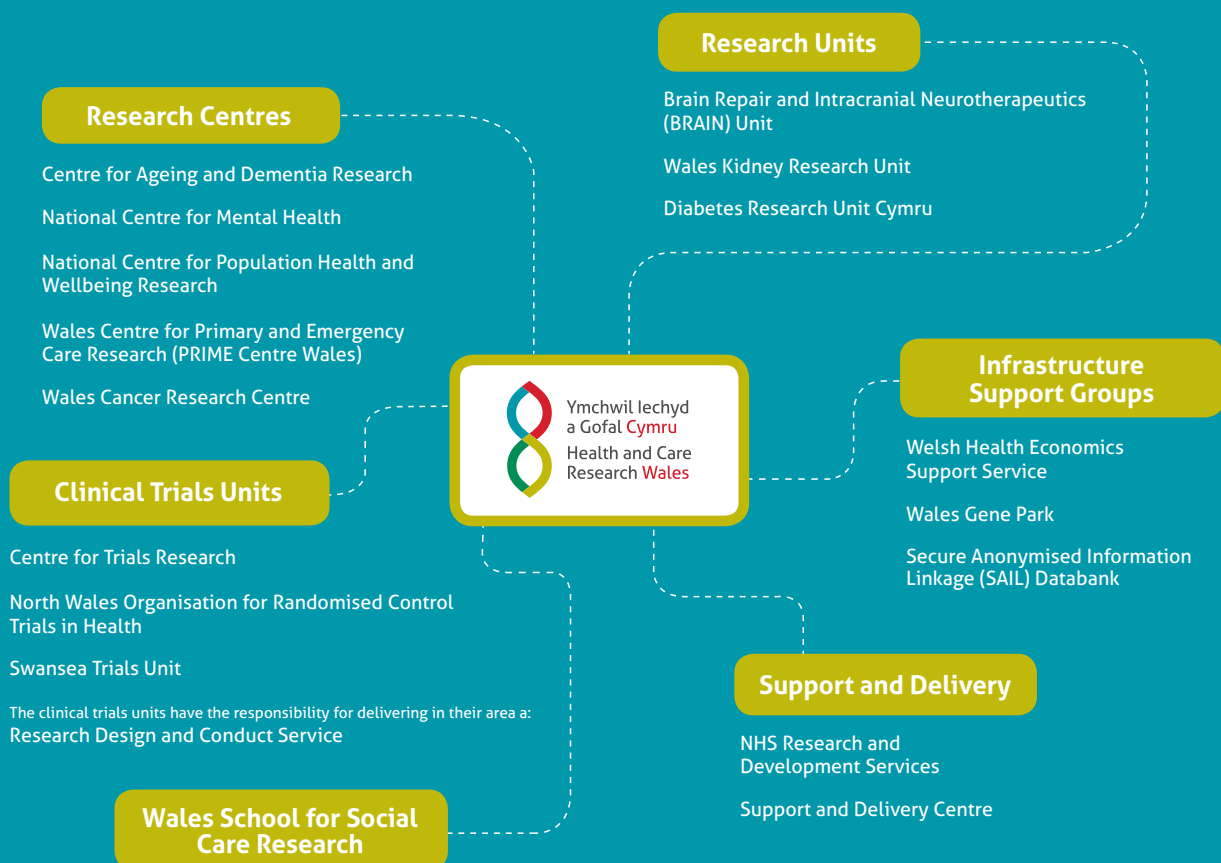 Research Units
Brain Repair and Intracranial Neurotherapeutics
(BRAIN) Unit
Wales Kidney Research Unit
Diabetes Research Unit Cymru
Research Centres
Centre for Ageing and Dementia Research
National Centre for Mental Health
National Centre for Population Health and
Wellbeing Research
Wales Centre for Primary and Emergency
Care Research (PRIME Centre Wales)
Wales Cancer Research Centre
Ymchwil Iechyd
a Gofal Cymru
Health and Care
Research Wales
Infrastructure
Support Groups
Welsh Health Economics
Support Service
Wales Gene Park
Secure Anonymised Information
Linkage (SAIL) Databank
Clinical Trials Units
Centre for Trials Research
North Wales Organisation for Randomised Control
Trials in Health
Swansea Trials Unit
The clinical trials units have the responsibility for delivering in their area a:
Research Design and Conduct Service
Support and Delivery
NHS Research and
Development Services
Support and Delivery Centre
Wales School for Social
Care Research